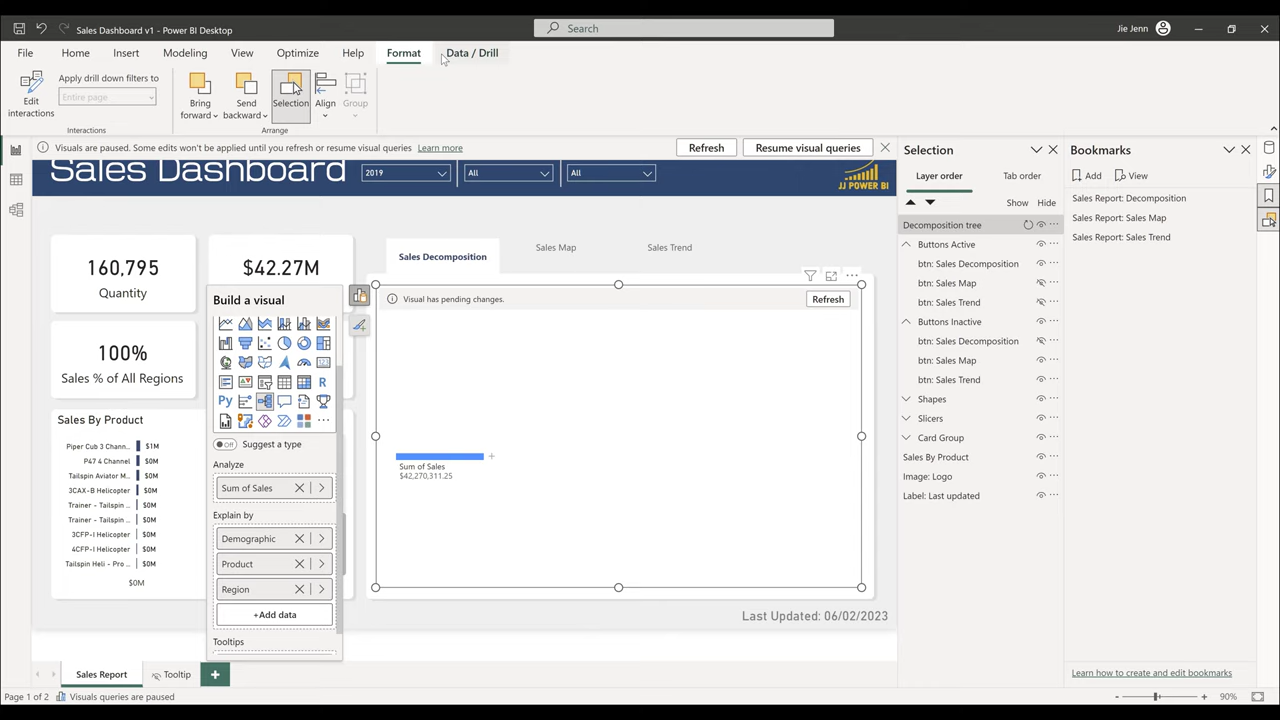 Sales Dashboard v1 - Power BI Desktop
Search
Jie Jenn
File
Home
Insert
Modeling
View
Optimize
Help
Format
Data / Drill
Edit
interactions
Apply drill down filters to
Entire page
Interactions
Bring
forward
Send
backward
Selection
Align
Group
Arrange
Visuals are paused. Some edits won't be applied until you refresh or resume visual queries.
Learn more
Refresh
Resume visual queries
Sales Dashboard
2019
All
All
JJ POWER BI
160,795
Quantity
$42.27M
100%
Sales % of All Regions
Sales By Product
Piper Cub 3 Chann...
$1M
P47 4 Channel
$0M
Tailspin Aviator M...
$0M
3CAX-B Helicopter
$0M
Trainer - Tailspin ...
$0M
Trainer - Tailspin ...
$0M
3CFP-I Helicopter
$0M
4CFP-I Helicopter
$0M
Tailspin Heli - Pro ...
$0M
$0M
Build a visual
R
Py
123
Off
Suggest a type
Analyze
Sum of Sales
Explain by
Demographic
Product
Region
+Add data
Tooltips
Sales Decomposition
Sales Map
Sales Trend
Visual has pending changes.
Refresh
Sum of Sales
$42,270,311.25
Last Updated: 06/02/2023
Selection
Layer order
Tab order
Show
Hide
Decomposition tree
Buttons Active
btn: Sales Decomposition
btn: Sales Map
btn: Sales Trend
Buttons Inactive
btn: Sales Decomposition
btn: Sales Map
btn: Sales Trend
Shapes
Slicers
Card Group
Sales By Product
Image: Logo
Label: Last updated
Bookmarks
Add
View
Sales Report: Decomposition
Sales Report: Sales Map
Sales Report: Sales Trend
Learn how to create and edit bookmarks
Sales Report
Tooltip
Page 1 of 2
Visuals queries are paused
90%